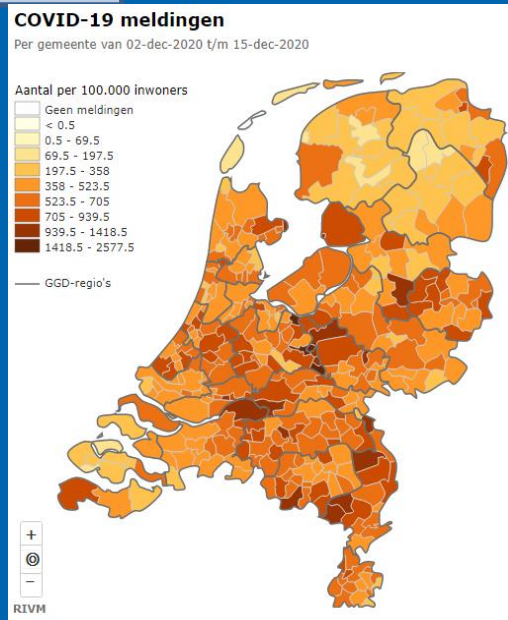 COVID-19 meldingen
Per gemeente van 02-dec-2020 t/m 15-dec-2020
Aantal per 100.000 inwoners
Geen meldingen
< 0.5
0.5 - 69.5
69.5 - 197.5
197.5 - 358
358 - 523.5
523.5 - 705
705 - 939.5
939.5 - 1418.5
1418.5 - 2577.5
GGD-regio's
+
−
RIVM